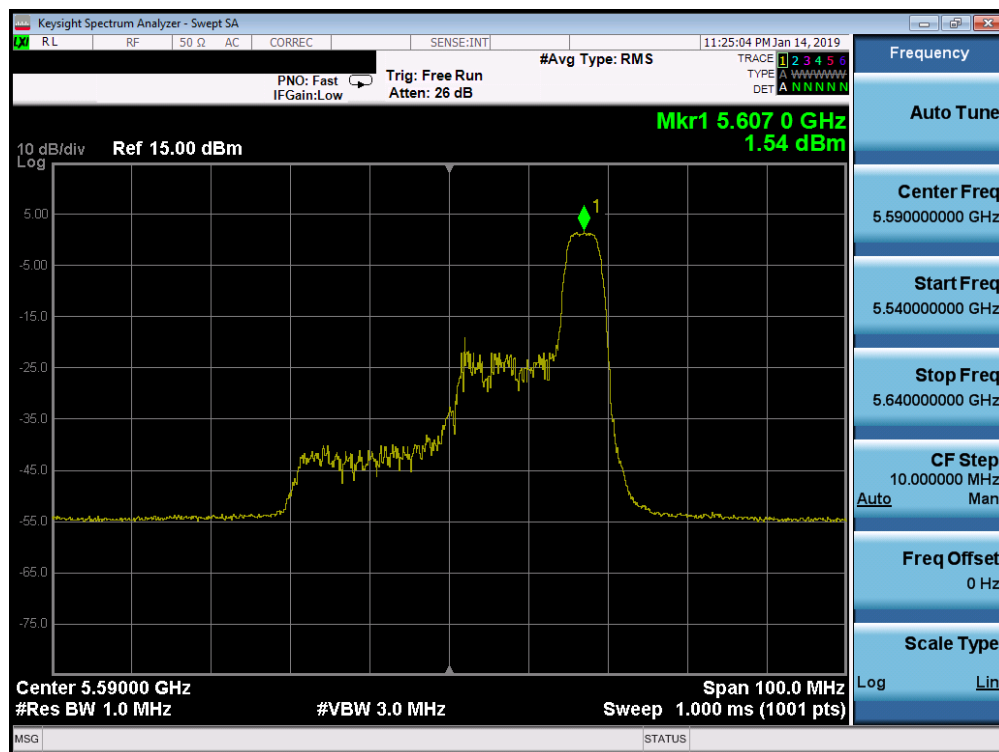 Keysight Spectrum Analyzer - Swept SA
LXI RL RF 50 Ω AC CORREC SENSE:INT 11:25:04 PM Jan 14, 2019
#Avg Type: RMS
TRACE 1 2 3 4 5 6
PNO: Fast Trig: Free Run
TYPE A WWWWW
IFGain:Low Atten: 26 dB
DET A N N N N N
Mkr1 5.607 0 GHz
1.54 dBm
10 dB/div Ref 15.00 dBm
Log
1
5.00
-5.00
-15.0
-25.0
-35.0
-45.0
-55.0
-65.0
-75.0
Center 5.59000 GHz Span 100.0 MHz
#Res BW 1.0 MHz #VBW 3.0 MHz Sweep 1.000 ms (1001 pts)
MSG STATUS
Frequency
Auto Tune
Center Freq
5.590000000 GHz
Start Freq
5.540000000 GHz
Stop Freq
5.640000000 GHz
CF Step
10.000000 MHz
Auto Man
Freq Offset
0 Hz
Scale Type
Log Lin